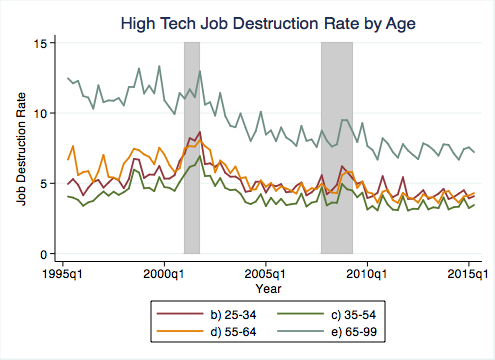 High Tech Job Destruction Rate by Age
Job Destruction Rate
15
10
5
0
1995q1 2000q1 2005q1 2010q1 2015q1
Year
b) 25-34 c) 35-54
d) 55-64 e) 65-99